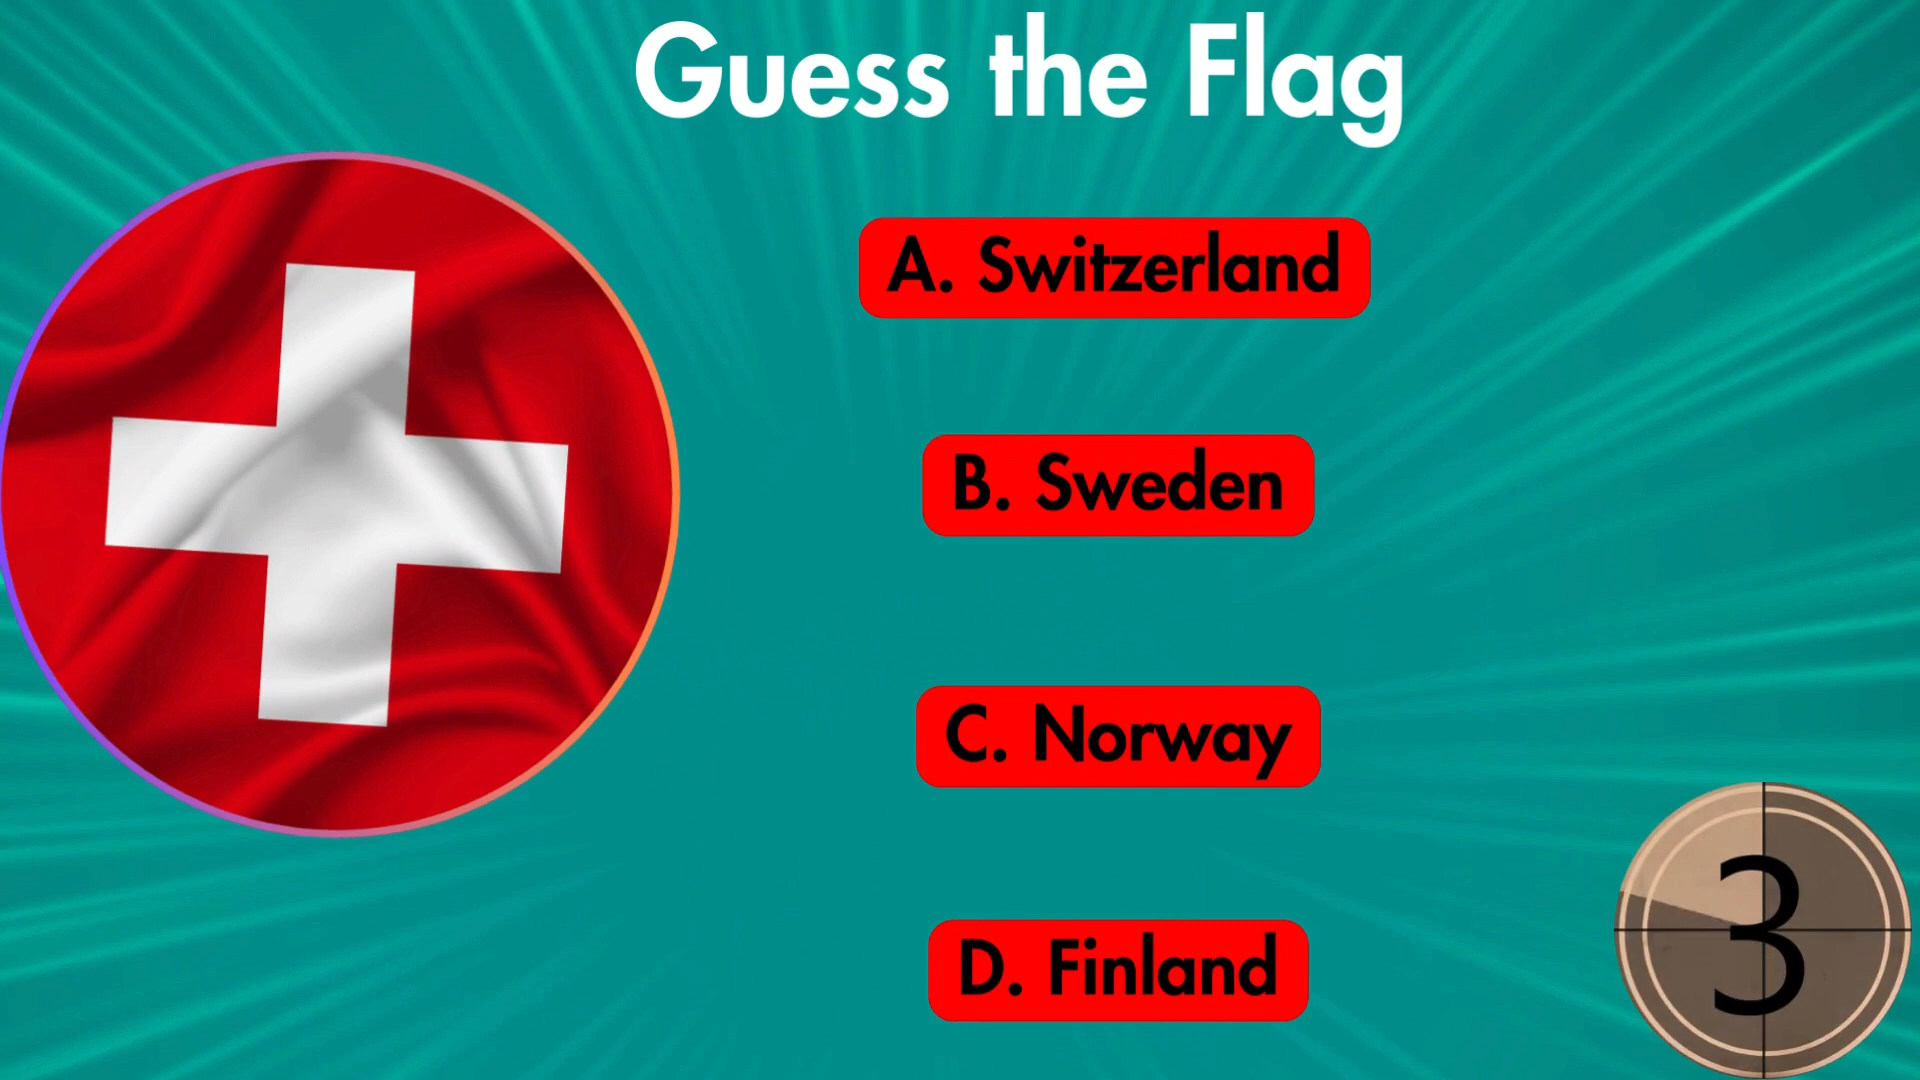 Guess the Flag
A. Switzerland
B. Sweden
C. Norway
D. Finland
3